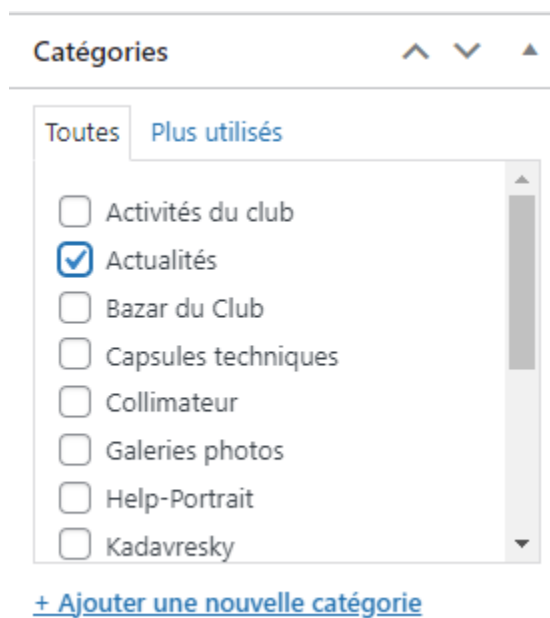 Catégories
Toutes Plus utilisés
Activités du club
Actualités
Bazar du Club
Capsules techniques
Collimateur
Galeries photos
Help-Portrait
Kadavresky
+ Ajouter une nouvelle catégorie